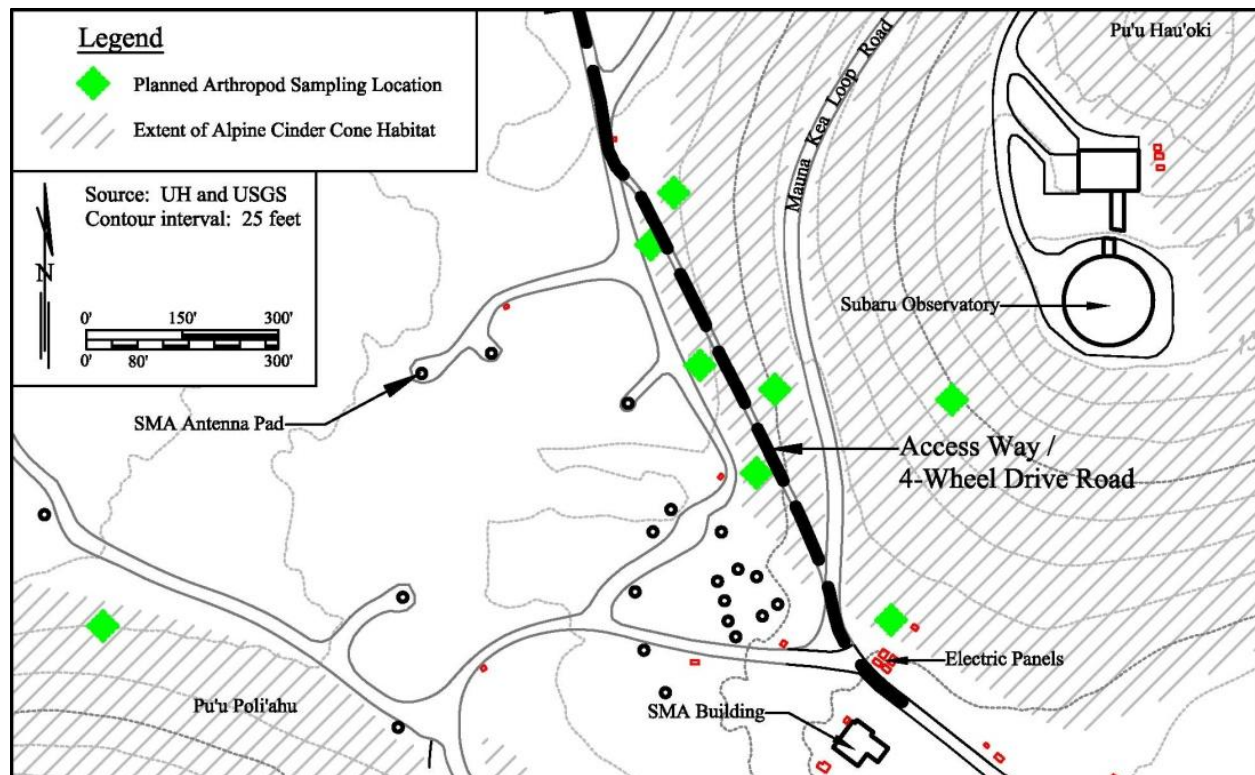 Legend
Planned Arthropod Sampling Location
Extent of Alpine Cinder Cone Habitat
Source: UH and USGS
Contour interval: 25 feet
N
0' 150' 300'
0' 80' 300'
Pu'u Hau'oki
Mauna Kea Loop Road
Subaru Observatory
SMA Antenna Pad
Access Way /
4-Wheel Drive Road
Pu'u Poli'ahu
Electric Panels
SMA Building